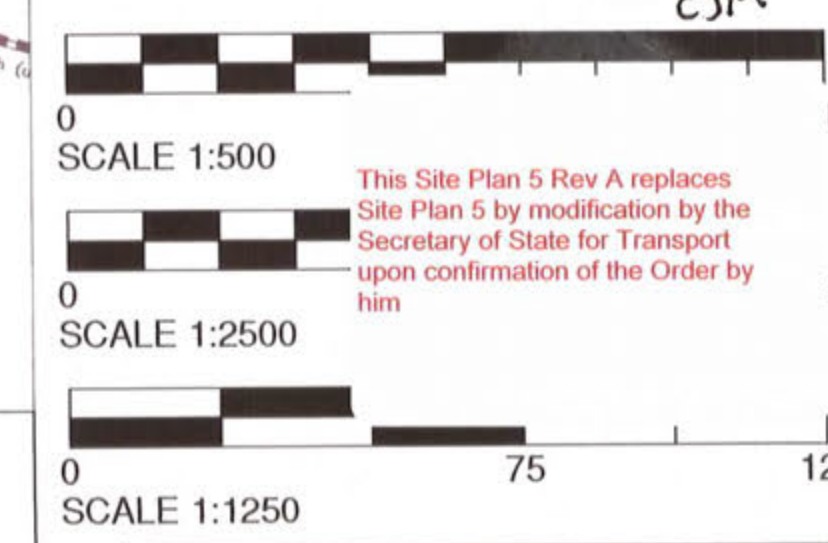 0
SCALE 1:500
This Site Plan 5 Rev A replaces
Site Plan 5 by modification by the
Secretary of State for Transport
upon confirmation of the Order by
him
0
SCALE 1:2500
0
75
SCALE 1:1250